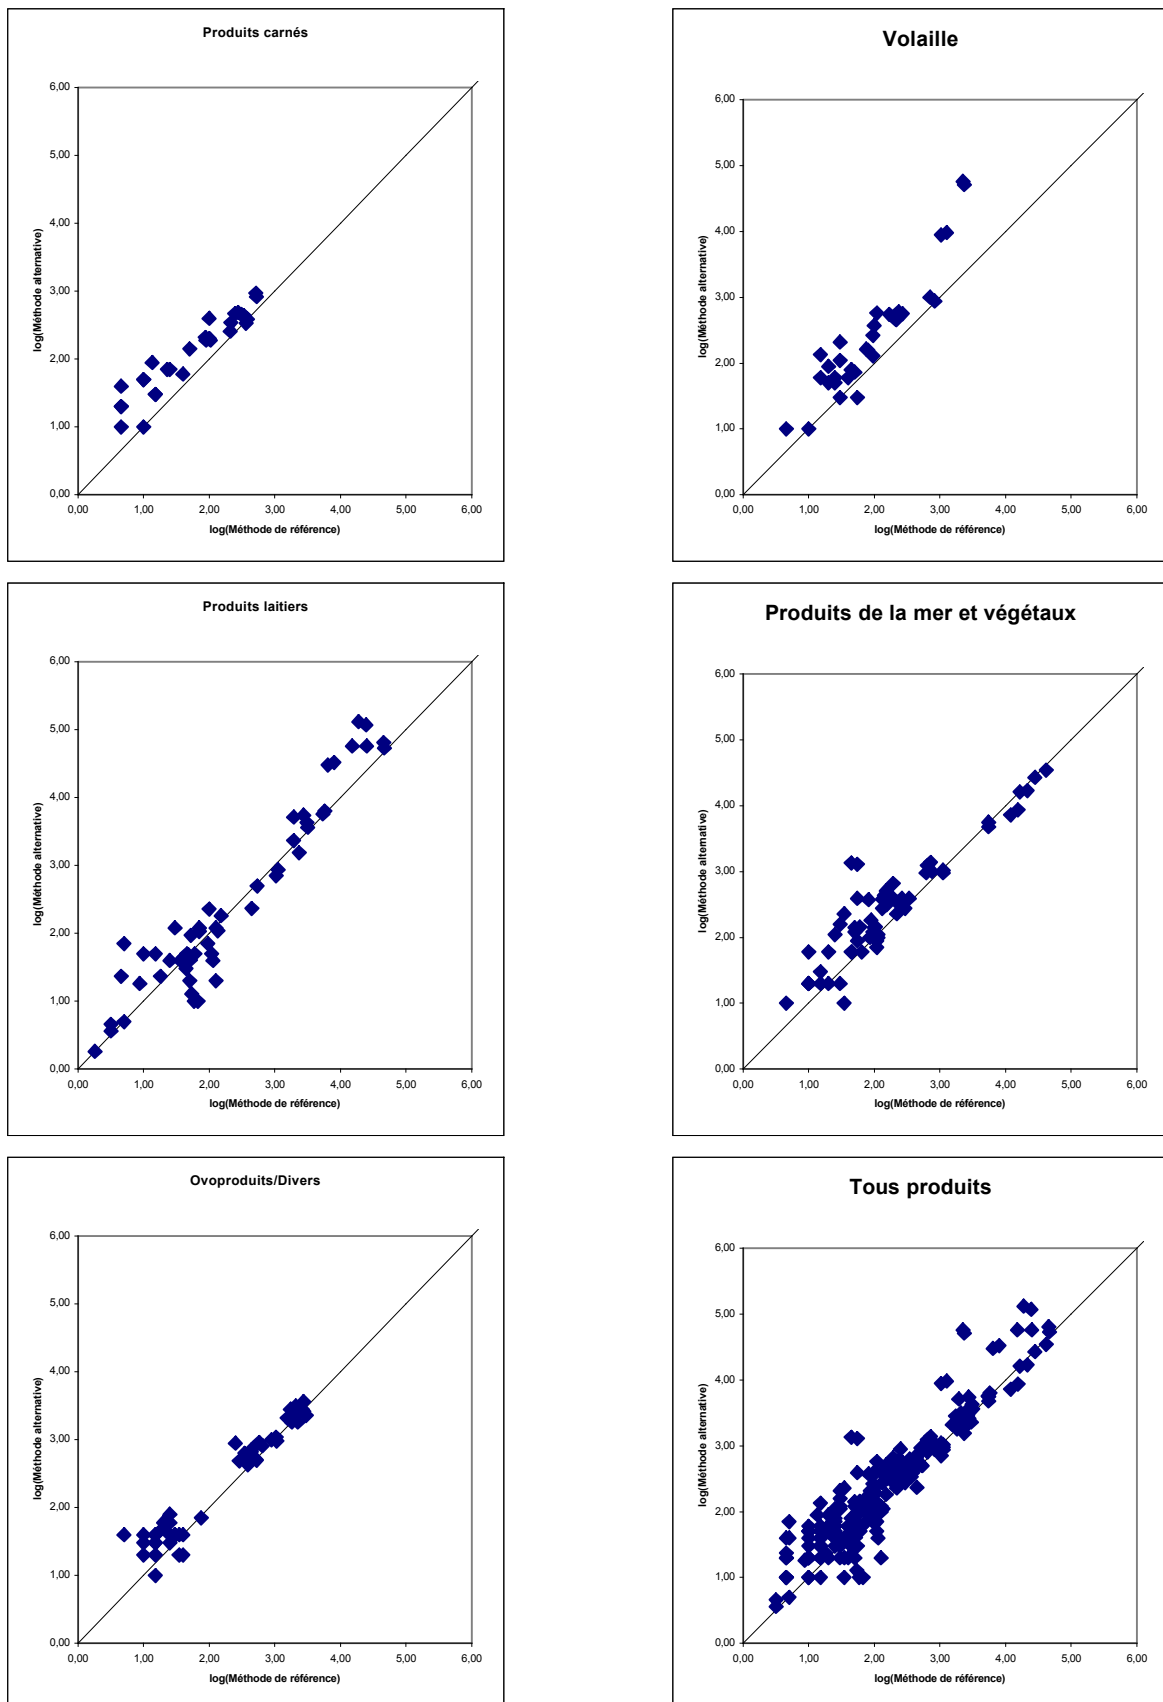 Produits carnés
6,00
5,00
4,00
3,00
2,00
1,00
0,00
0,00 1,00 2,00 3,00 4,00 5,00 6,00
log(Méthode de référence)
log(Méthode alternative)
Volaille
6,00
5,00
4,00
3,00
2,00
1,00
0,00
0,00 1,00 2,00 3,00 4,00 5,00 6,00
log(Méthode de référence)
log(Méthode alternative)
Produits laitiers
6,00
5,00
4,00
3,00
2,00
1,00
0,00
0,00 1,00 2,00 3,00 4,00 5,00 6,00
log(Méthode de référence)
log(Méthode alternative)
Produits de la mer et végétaux
6,00
5,00
4,00
3,00
2,00
1,00
0,00
0,00 1,00 2,00 3,00 4,00 5,00 6,00
log(Méthode de référence)
log(Méthode alternative)
Ovoproduits/Divers
6,00
5,00
4,00
3,00
2,00
1,00
0,00
0,00 1,00 2,00 3,00 4,00 5,00 6,00
log(Méthode de référence)
log(Méthode alternative)
Tous produits
6,00
5,00
4,00
3,00
2,00
1,00
0,00
0,00 1,00 2,00 3,00 4,00 5,00 6,00
log(Méthode de référence)
log(Méthode alternative)